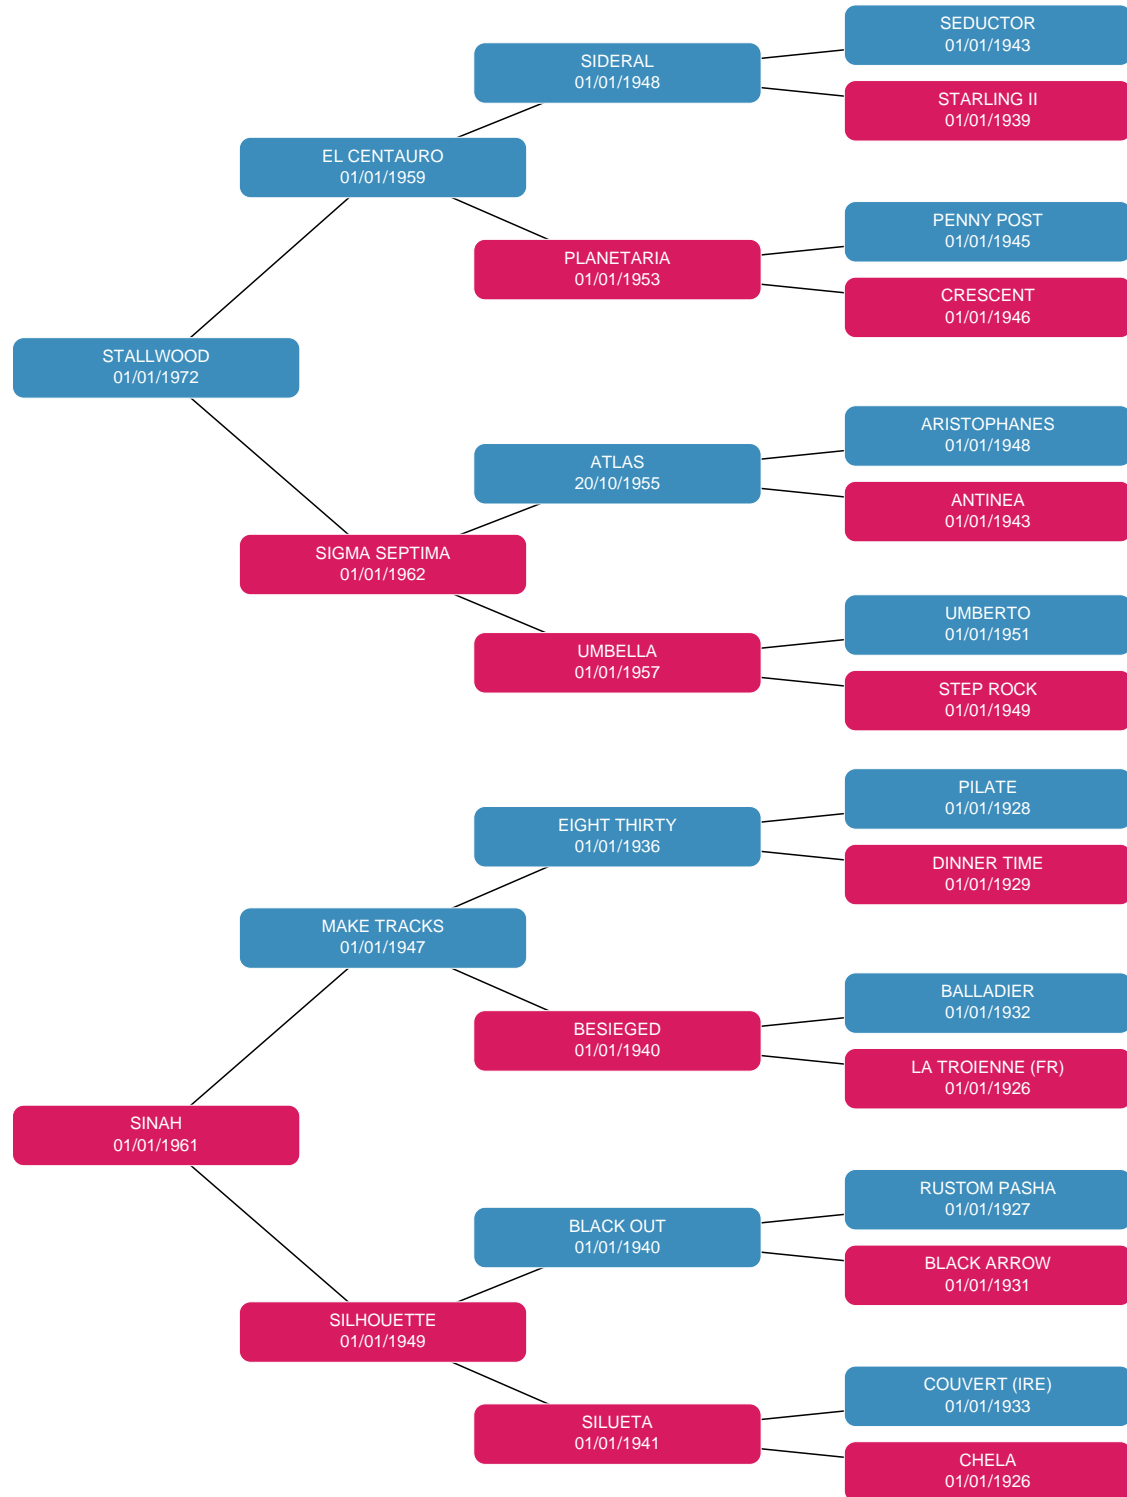 SEDUCTOR
01/01/1943
SIDERAL
01/01/1948
STARLING II
01/01/1939
EL CENTAURO
01/01/1959
PENNY POST
01/01/1945
PLANETARIA
01/01/1953
CRESCENT
01/01/1946
STALLWOOD
01/01/1972
ARISTOPHANES
01/01/1948
ATLAS
20/10/1955
ANTINEA
01/01/1943
SIGMA SEPTIMA
01/01/1962
UMBERTO
01/01/1951
UMBELLA
01/01/1957
STEP ROCK
01/01/1949
PILATE
01/01/1928
EIGHT THIRTY
01/01/1936
DINNER TIME
01/01/1929
MAKE TRACKS
01/01/1947
BALLADIER
01/01/1932
BESIEGED
01/01/1940
LA TROIENNE (FR)
01/01/1926
SINAH
01/01/1961
RUSTOM PASHA
01/01/1927
BLACK OUT
01/01/1940
BLACK ARROW
01/01/1931
SILHOUETTE
01/01/1949
COUVERT (IRE)
01/01/1933
SILUETA
01/01/1941
CHELA
01/01/1926